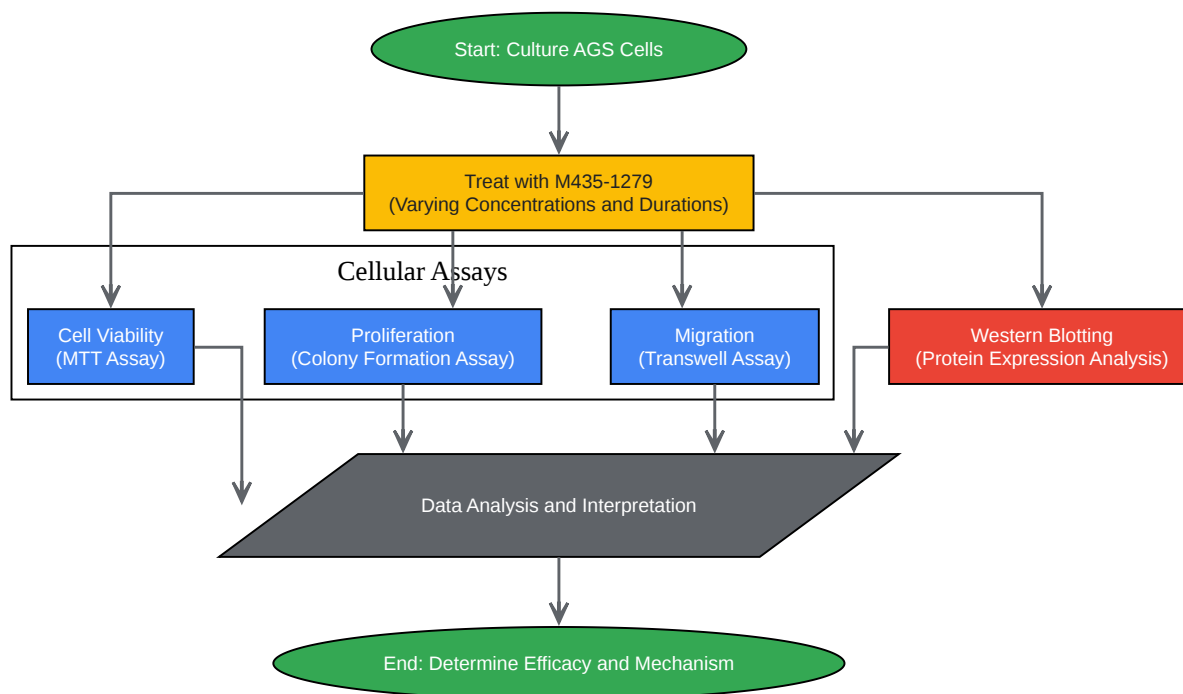 Start: Culture AGS Cells
Treat with M435-1279
(Varying Concentrations and Durations)
Cellular Assays
Cell Viability
(MTT Assay)
Proliferation
(Colony Formation Assay)
Migration
(Transwell Assay)
Western Blotting
(Protein Expression Analysis)
Data Analysis and Interpretation
End: Determine Efficacy and Mechanism